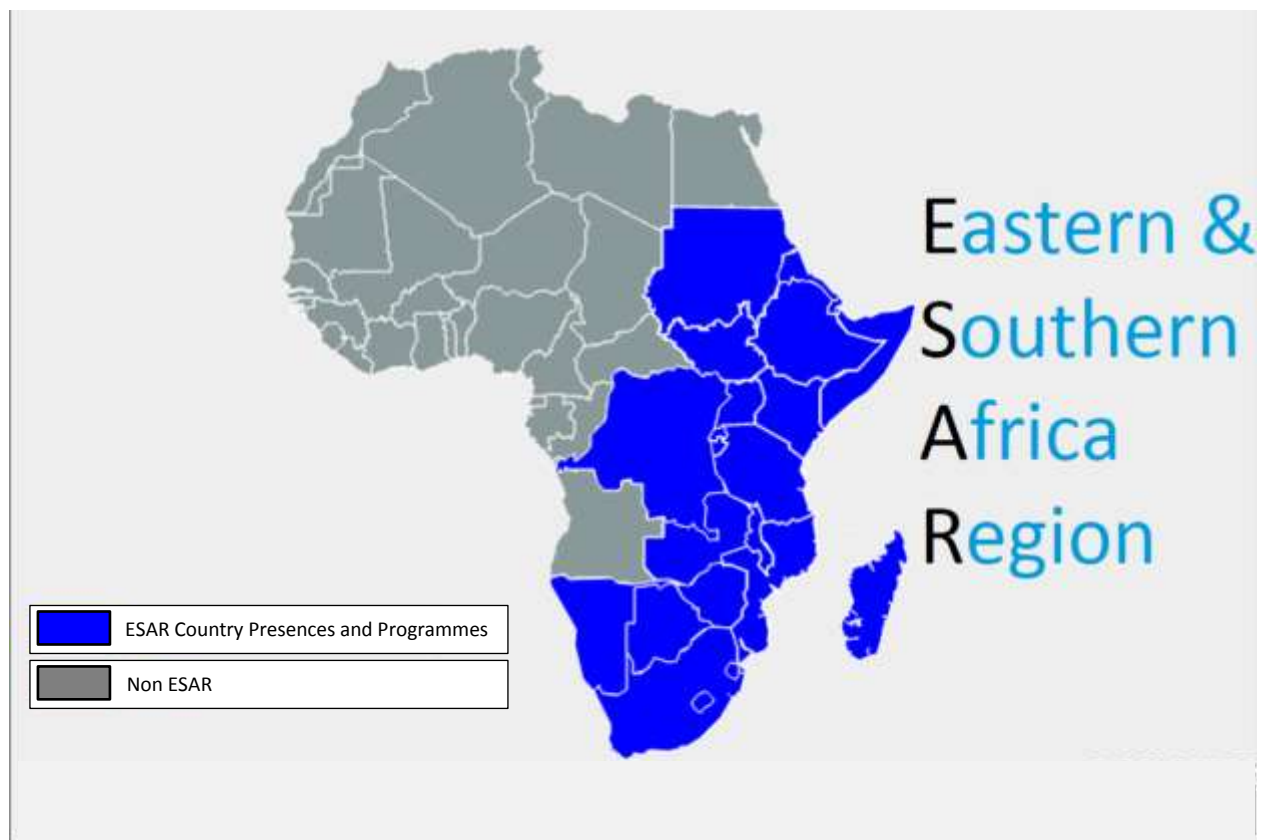 Eastern &
Southern
Africa
Region
ESAR Country Presences and Programmes
Non ESAR